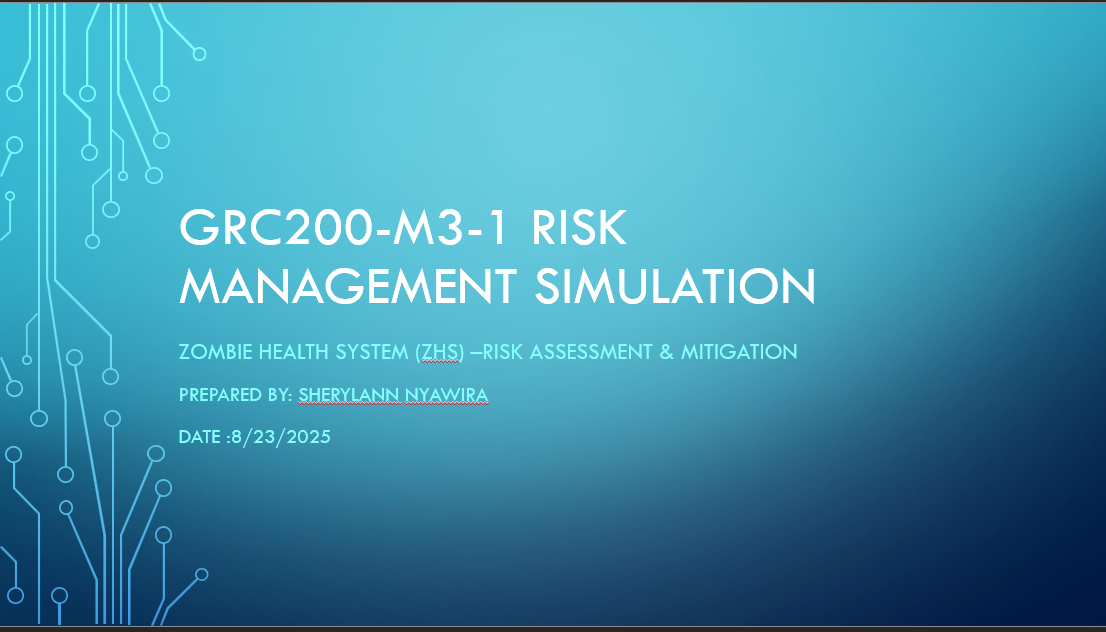 GRC200-M3-1 RISK
MANAGEMENT SIMULATION
ZOMBIE HEALTH SYSTEM (ZHS) –RISK ASSESSMENT & MITIGATION
PREPARED BY: SHERYLANN NYAWIRA
DATE :8/23/2025